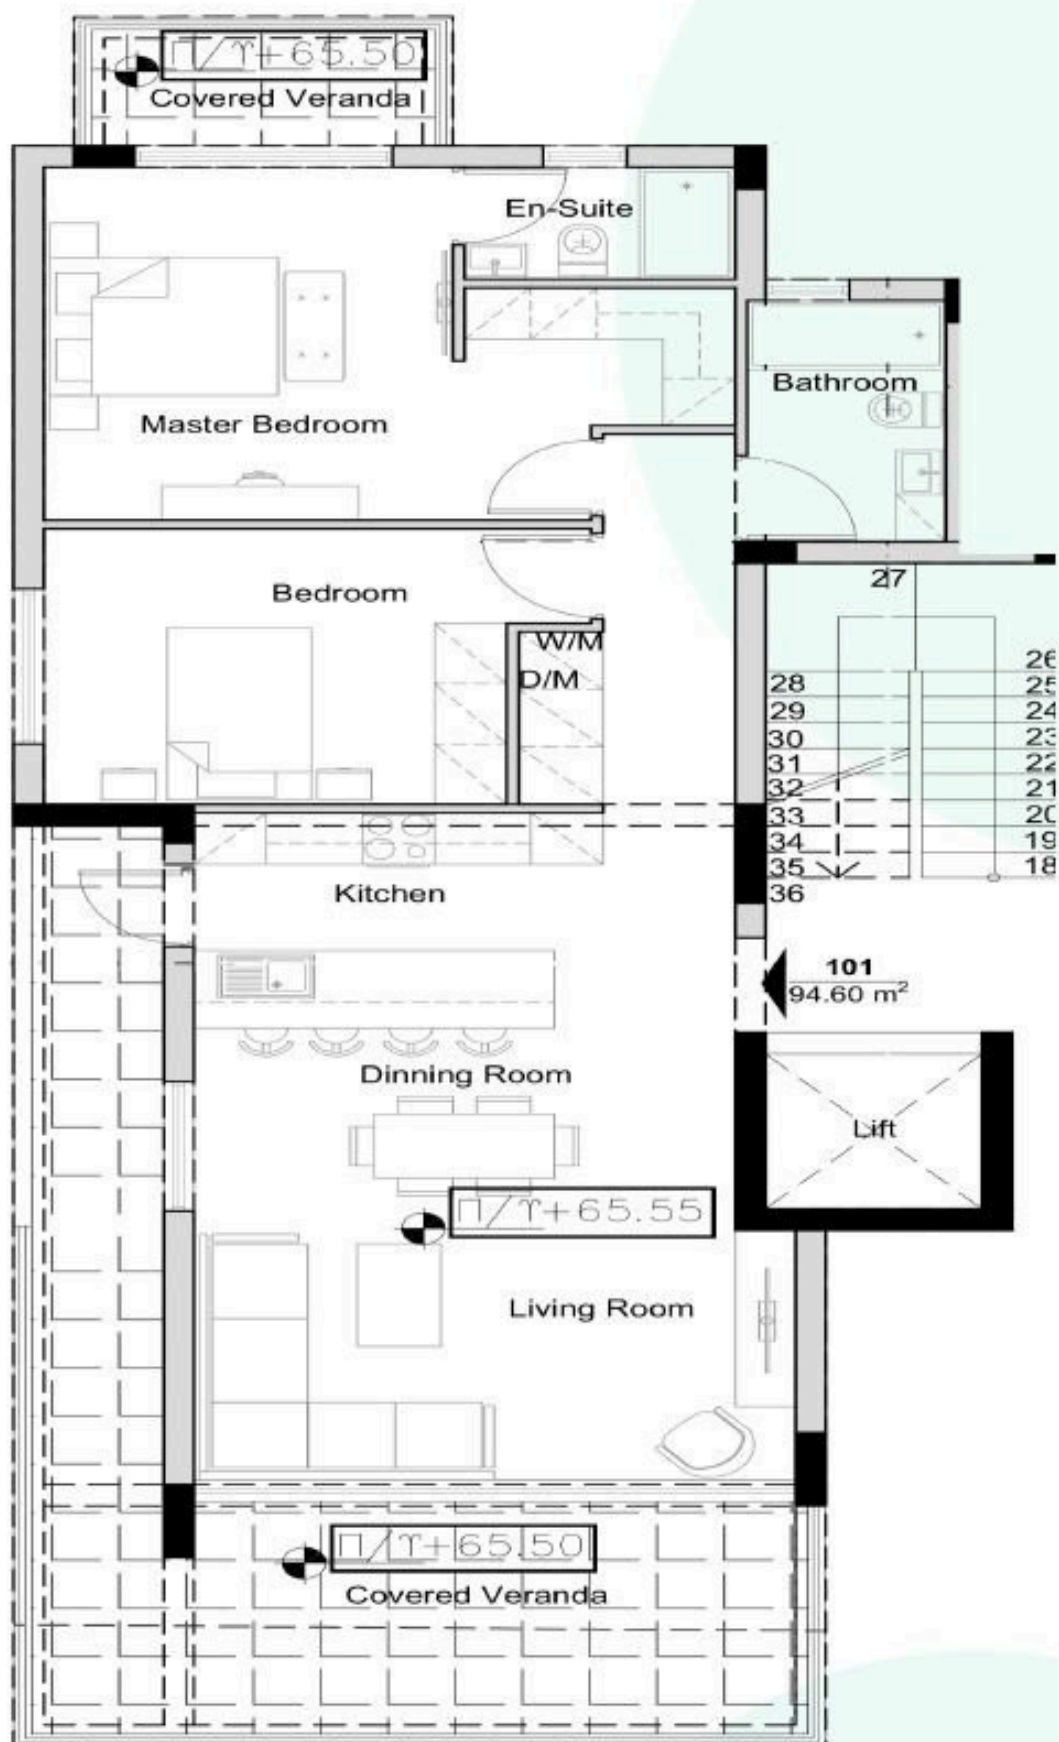 Π/Υ+65.50
Covered Veranda
En-Suite
Bathroom
Master Bedroom
27
Bedroom
W/M
D/M
28
29
30
31
32
33
34
35
36
26
25
24
23
22
21
20
19
18
Kitchen
101
94.60 m²
Dinning Room
Lift
Π/Υ+65.55
Living Room
Π/Υ+65.50
Covered Veranda